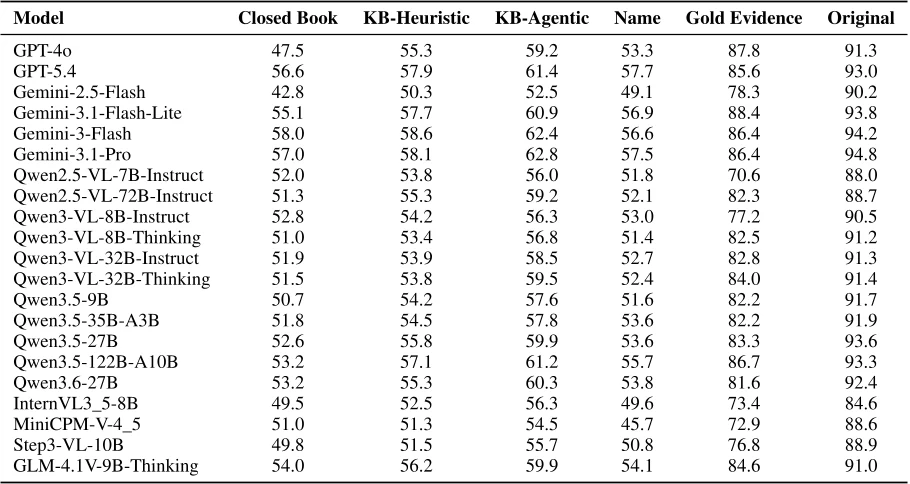 Model Closed Book KB-Heuristic KB-Agentic Name Gold Evidence Original
GPT-4o 47.5 55.3 59.2 53.3 87.8 91.3
GPT-5.4 56.6 57.9 61.4 57.7 85.6 93.0
Gemini-2.5-Flash 42.8 50.3 52.5 49.1 78.3 90.2
Gemini-3.1-Flash-Lite 55.1 57.7 60.9 56.9 88.4 93.8
Gemini-3-Flash 58.0 58.6 62.4 56.6 86.4 94.2
Gemini-3.1-Pro 57.0 58.1 62.8 57.5 86.4 94.8
Qwen2.5-VL-7B-Instruct 52.0 53.8 56.0 51.8 70.6 88.0
Qwen2.5-VL-72B-Instruct 51.3 55.3 59.2 52.1 82.3 88.7
Qwen3-VL-8B-Instruct 52.8 54.2 56.3 53.0 77.2 90.5
Qwen3-VL-8B-Thinking 51.0 53.4 56.8 51.4 82.5 91.2
Qwen3-VL-32B-Instruct 51.9 53.9 58.5 52.7 82.8 91.3
Qwen3-VL-32B-Thinking 51.5 53.8 59.5 52.4 84.0 91.4
Qwen3.5-9B 50.7 54.2 57.6 51.6 82.2 91.7
Qwen3.5-35B-A3B 51.8 54.5 57.8 53.6 82.2 91.9
Qwen3.5-27B 52.6 55.8 59.9 53.6 83.3 93.6
Qwen3.5-122B-A10B 53.2 57.1 61.2 55.7 86.7 93.3
Qwen3.6-27B 53.2 55.3 60.3 53.8 81.6 92.4
InternVL3_5-8B 49.5 52.5 56.3 49.6 73.4 84.6
MiniCPM-V-4_5 51.0 51.3 54.5 45.7 72.9 88.6
Step3-VL-10B 49.8 51.5 55.7 50.8 76.8 88.9
GLM-4.1V-9B-Thinking 54.0 56.2 59.9 54.1 84.6 91.0